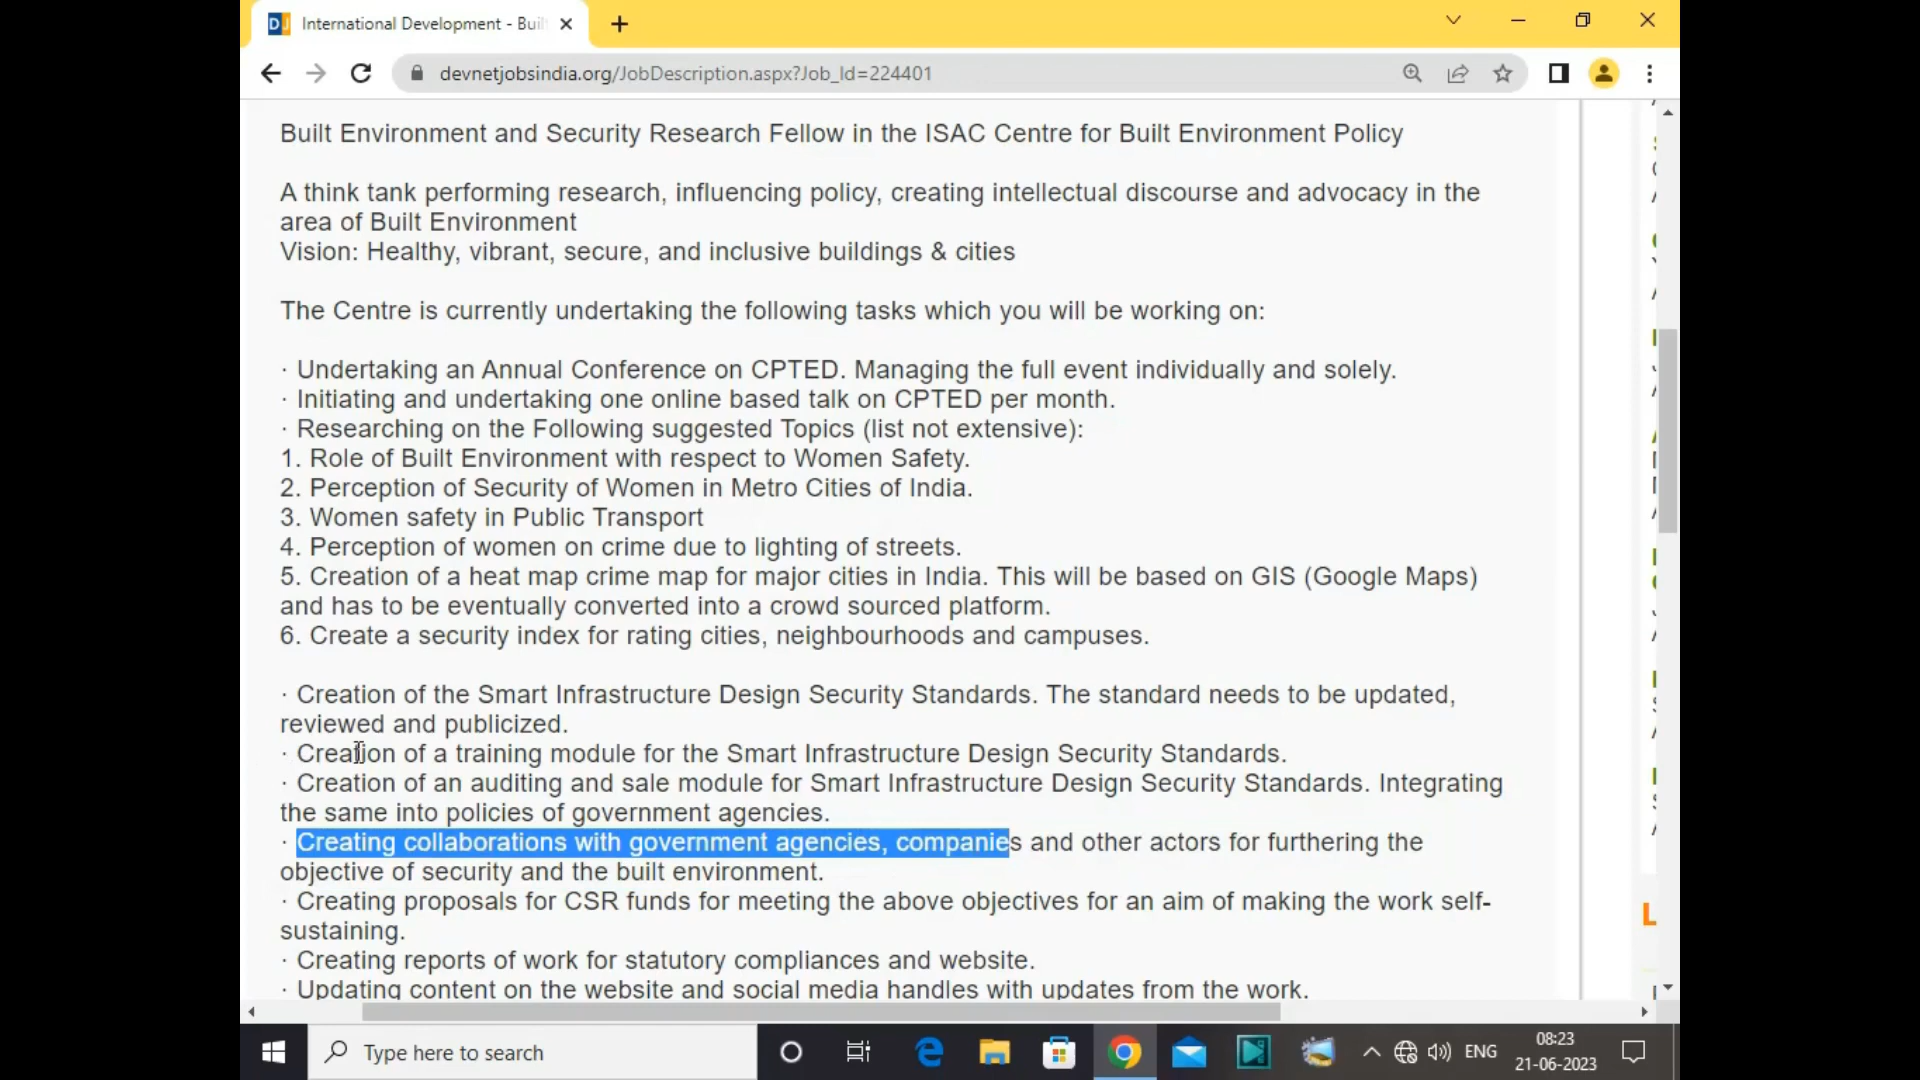 International Development - Buil
devnetjobsindia.org/JobDescription.aspx?Job_Id=224401
Built Environment and Security Research Fellow in the ISAC Centre for Built Environment Policy
A think tank performing research, influencing policy, creating intellectual discourse and advocacy in the
area of Built Environment
Vision: Healthy, vibrant, secure, and inclusive buildings & cities
The Centre is currently undertaking the following tasks which you will be working on:
· Undertaking an Annual Conference on CPTED. Managing the full event individually and solely.
· Initiating and undertaking one online based talk on CPTED per month.
· Researching on the Following suggested Topics (list not extensive):
1. Role of Built Environment with respect to Women Safety.
2. Perception of Security of Women in Metro Cities of India.
3. Women safety in Public Transport
4. Perception of women on crime due to lighting of streets.
5. Creation of a heat map crime map for major cities in India. This will be based on GIS (Google Maps)
and has to be eventually converted into a crowd sourced platform.
6. Create a security index for rating cities, neighbourhoods and campuses.
· Creation of the Smart Infrastructure Design Security Standards. The standard needs to be updated,
reviewed and publicized.
· Creation of a training module for the Smart Infrastructure Design Security Standards.
· Creation of an auditing and sale module for Smart Infrastructure Design Security Standards. Integrating
the same into policies of government agencies.
· Creating collaborations with government agencies, companies and other actors for furthering the
objective of security and the built environment.
· Creating proposals for CSR funds for meeting the above objectives for an aim of making the work self-
sustaining.
· Creating reports of work for statutory compliances and website.
· Updating content on the website and social media handles with updates from the work.
Type here to search
ENG
08:23
21-06-2023